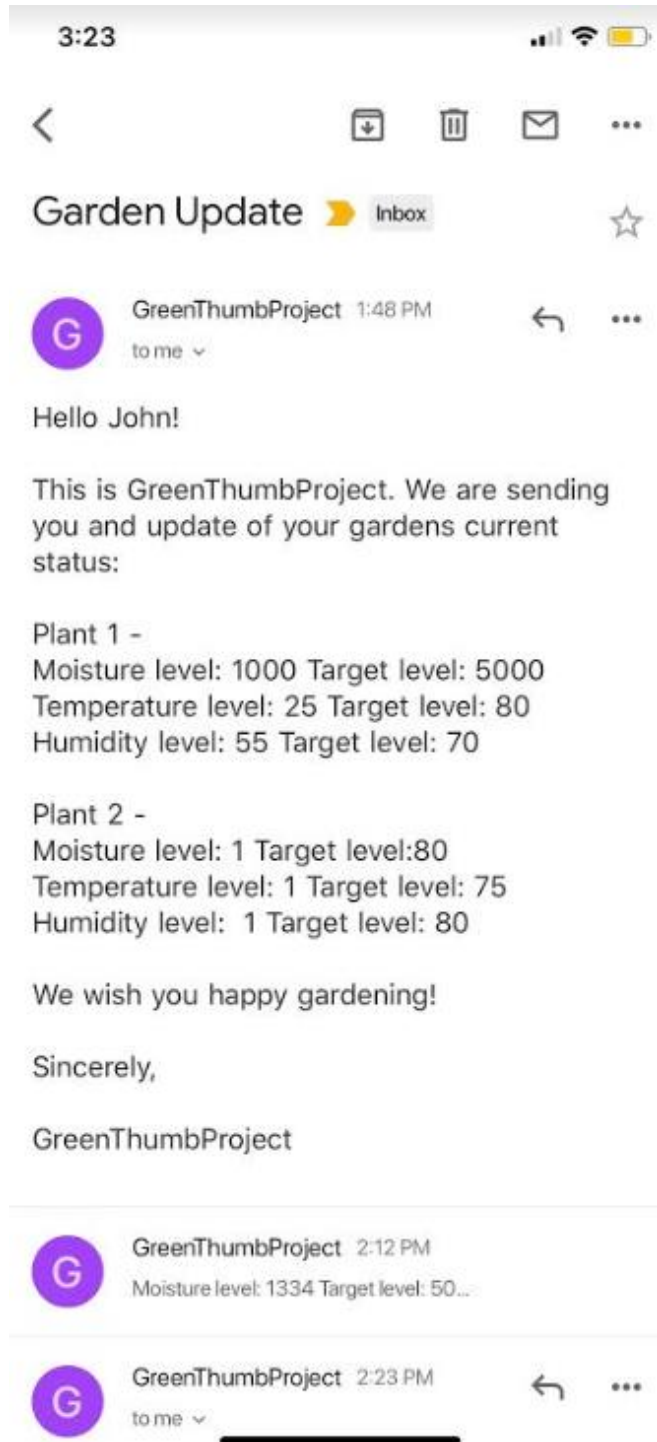 3:23
Garden Update Inbox
G
GreenThumbProject 1:48 PM
to me
Hello John!
This is GreenThumbProject. We are sending
you and update of your gardens current
status:
Plant 1 -
Moisture level: 1000 Target level: 5000
Temperature level: 25 Target level: 80
Humidity level: 55 Target level: 70
Plant 2 -
Moisture level: 1 Target level:80
Temperature level: 1 Target level: 75
Humidity level:  1 Target level: 80
We wish you happy gardening!
Sincerely,
GreenThumbProject
G
GreenThumbProject 2:12 PM
Moisture level: 1334 Target level: 50...
G
GreenThumbProject 2:23 PM
to me